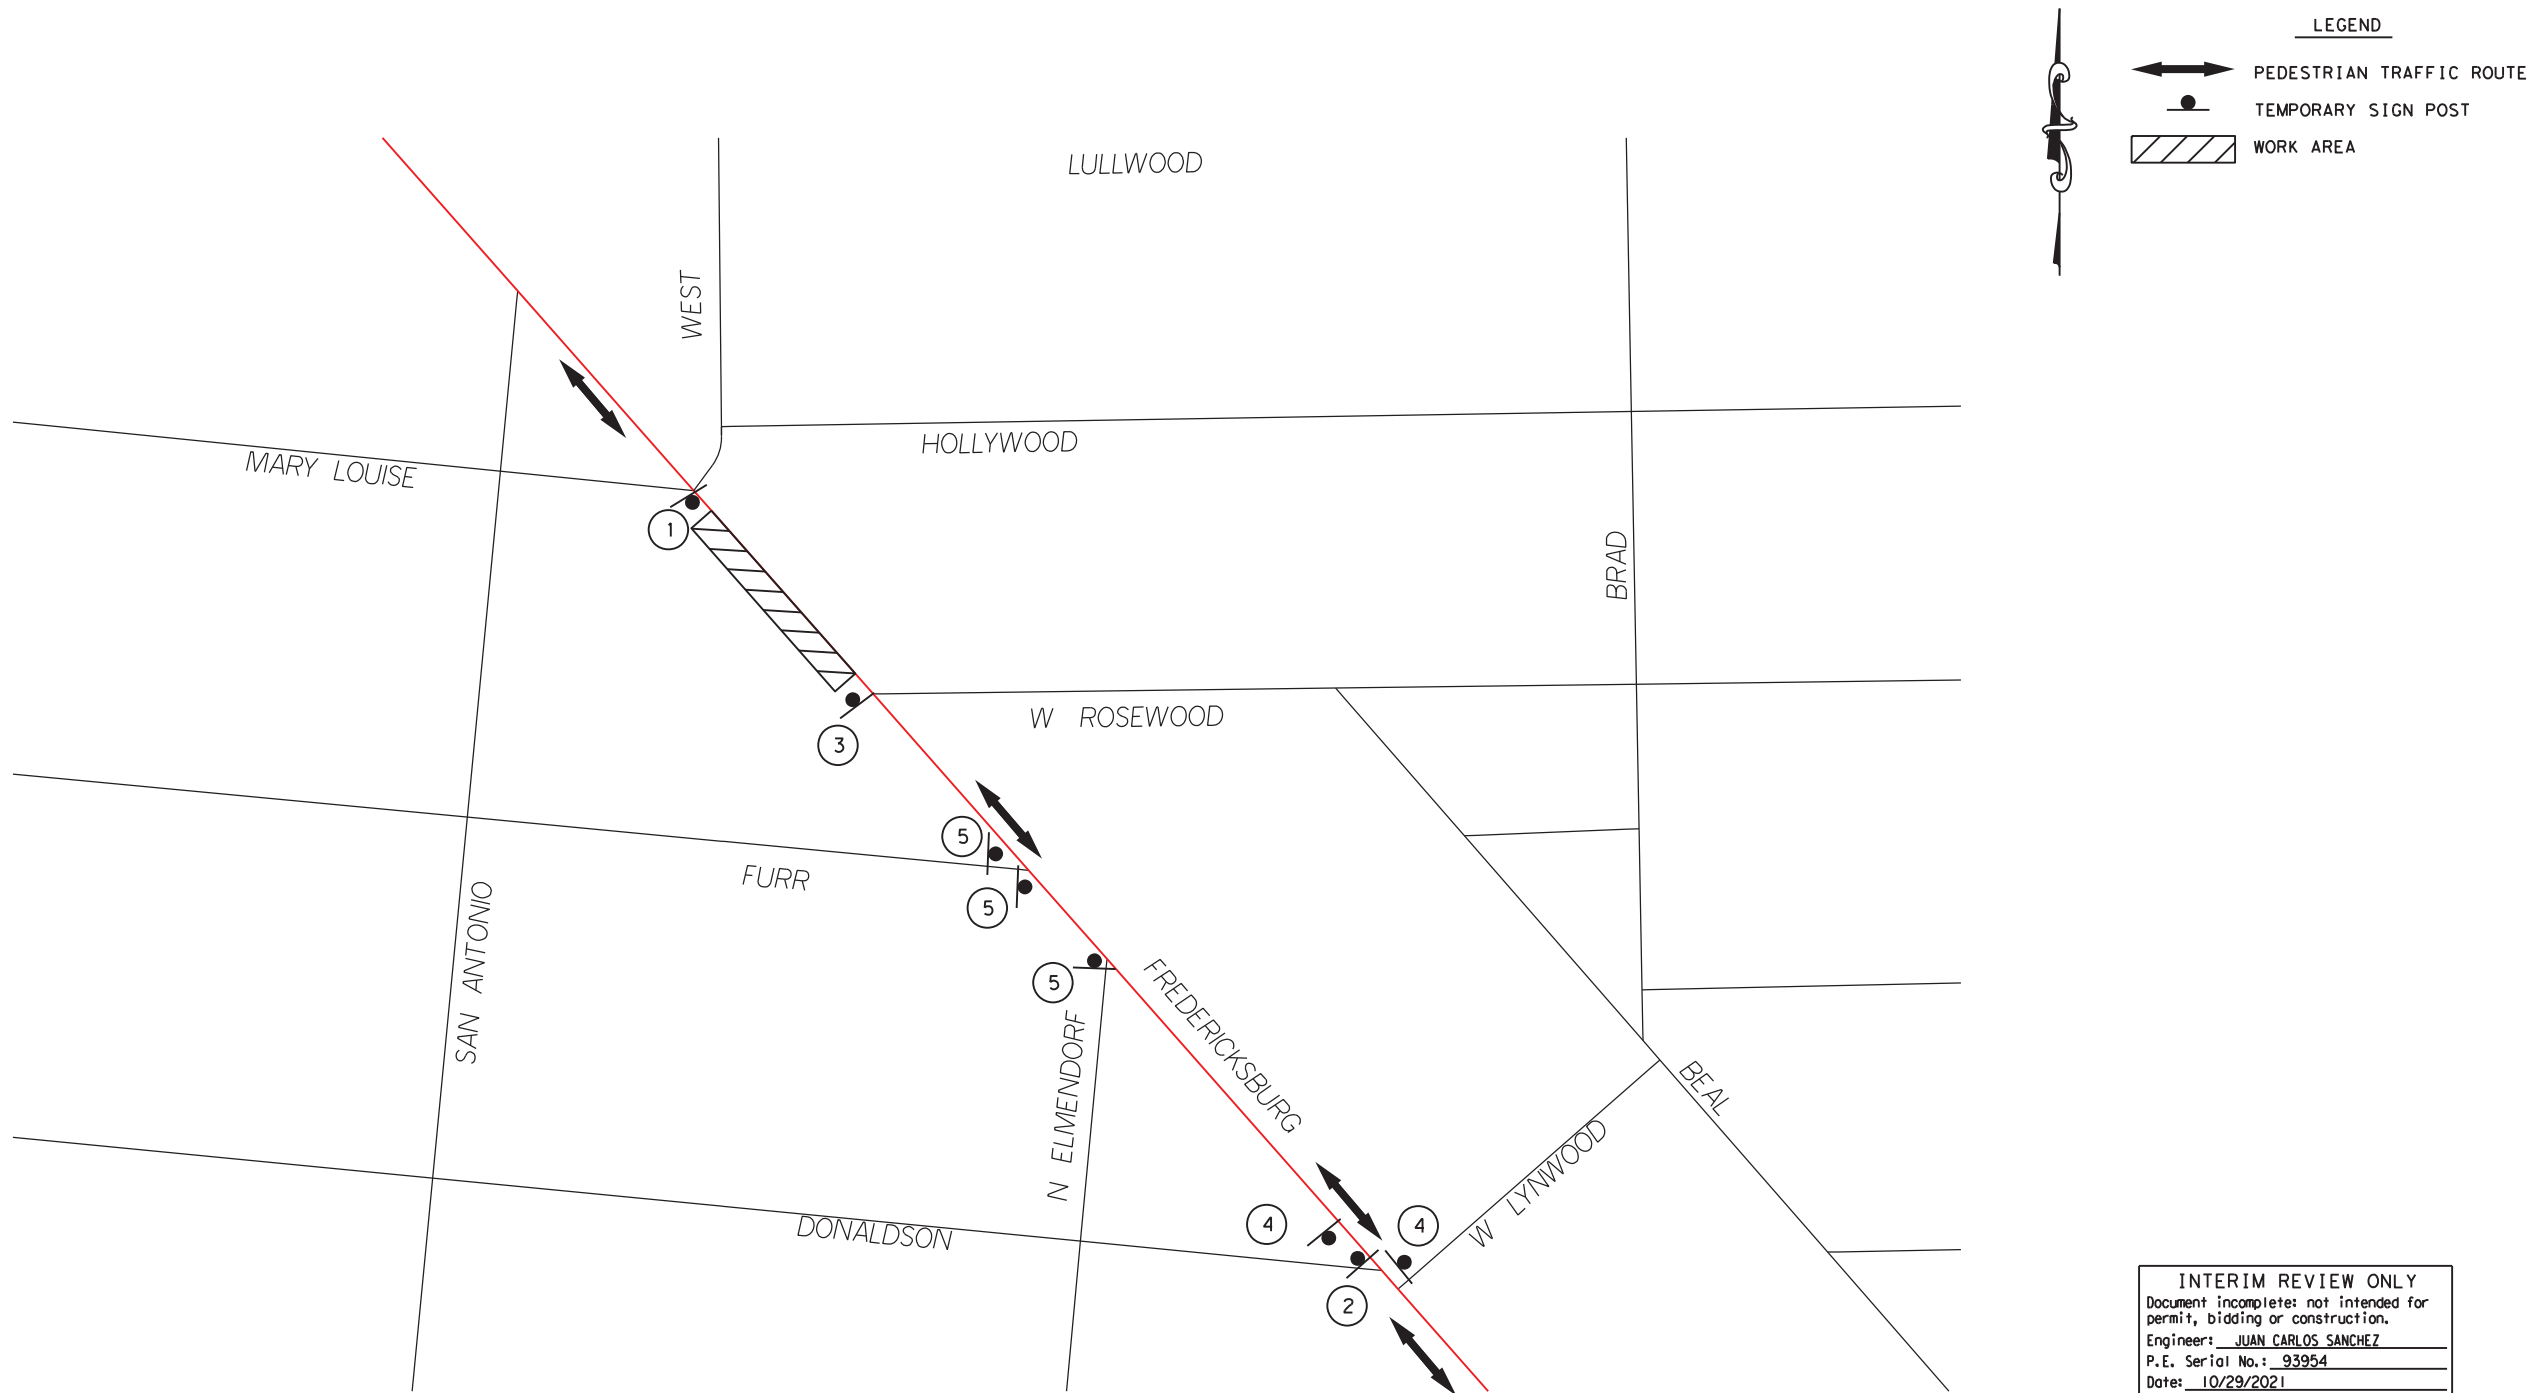 LEGEND
PEDESTRIAN TRAFFIC ROUTE
TEMPORARY SIGN POST
WORK AREA
LULLWOOD
WEST
HOLLYWOOD
MARY LOUISE
1
BRAD
W ROSEWOOD
3
5
FURR
5
SAN ANTONIO
5
FREDERICKSBURG
N ELMENDORF
BEAL
W LYNWOOD
DONALDSON
4
4
2
INTERIM REVIEW ONLY
Document incomplete: not intended for
permit, bidding or construction.
Engineer: JUAN CARLOS SANCHEZ
P.E. Serial No.: 93954
Date: 10/29/2021